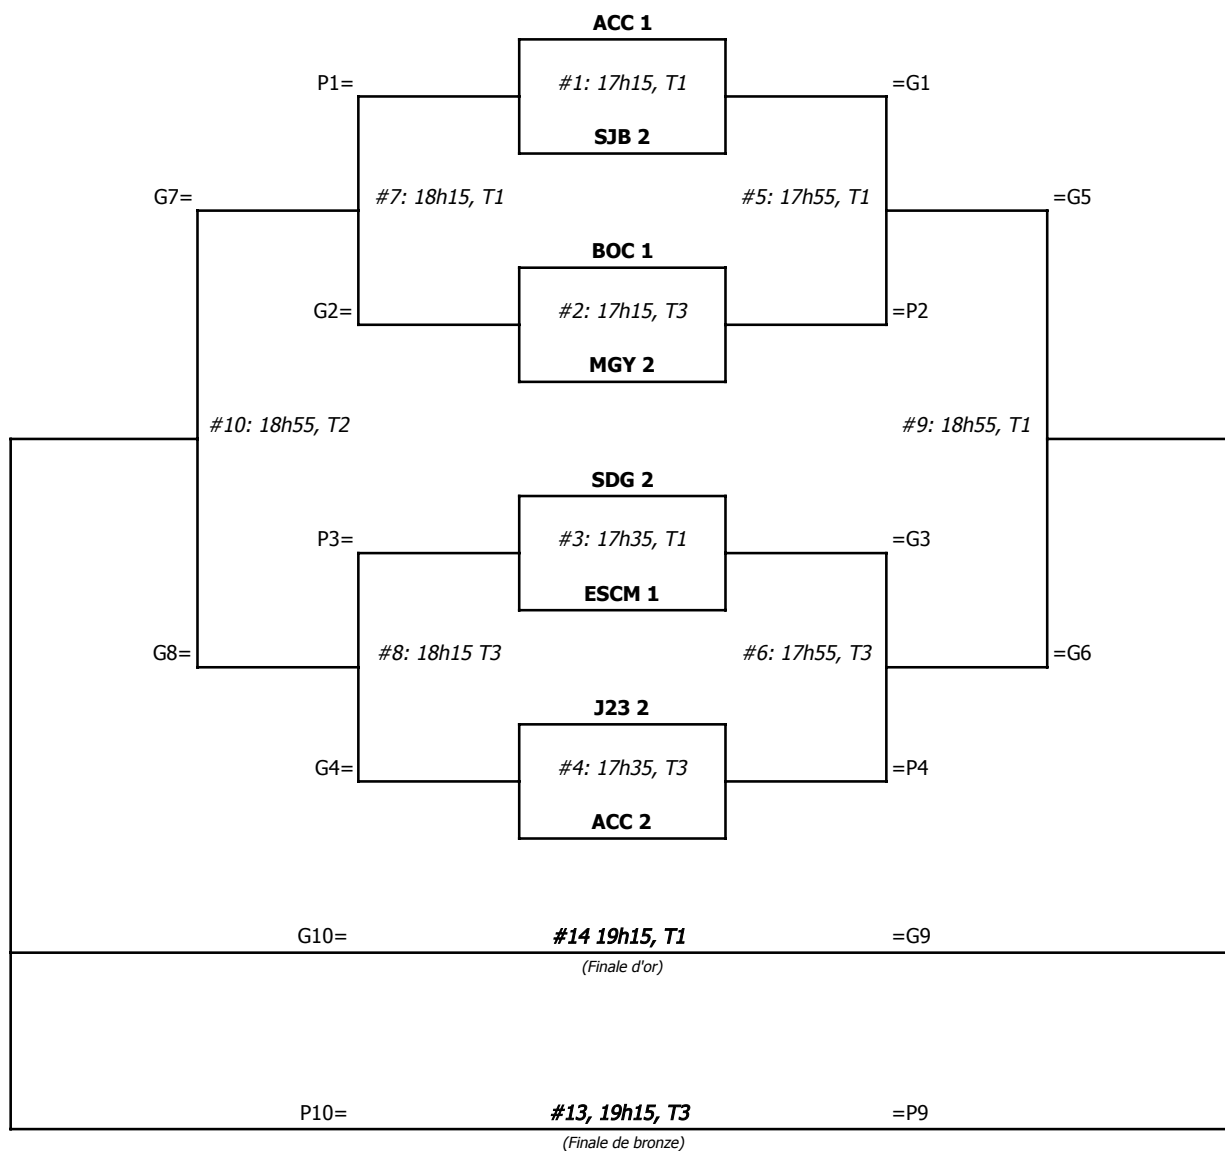 ACC 1
P1= #1: 17h15, T1 =G1
SJB 2
G7= #7: 18h15, T1 #5: 17h55, T1 =G5
BOC 1
G2= #2: 17h15, T3 =P2
MGY 2
#10: 18h55, T2 #9: 18h55, T1
SDG 2
P3= #3: 17h35, T1 =G3
ESCM 1
G8= #8: 18h15 T3 #6: 17h55, T3 =G6
J23 2
G4= #4: 17h35, T3 =P4
ACC 2
G10= #14 19h15, T1 =G9
(Finale d'or)
P10= #13, 19h15, T3 =P9
(Finale de bronze)